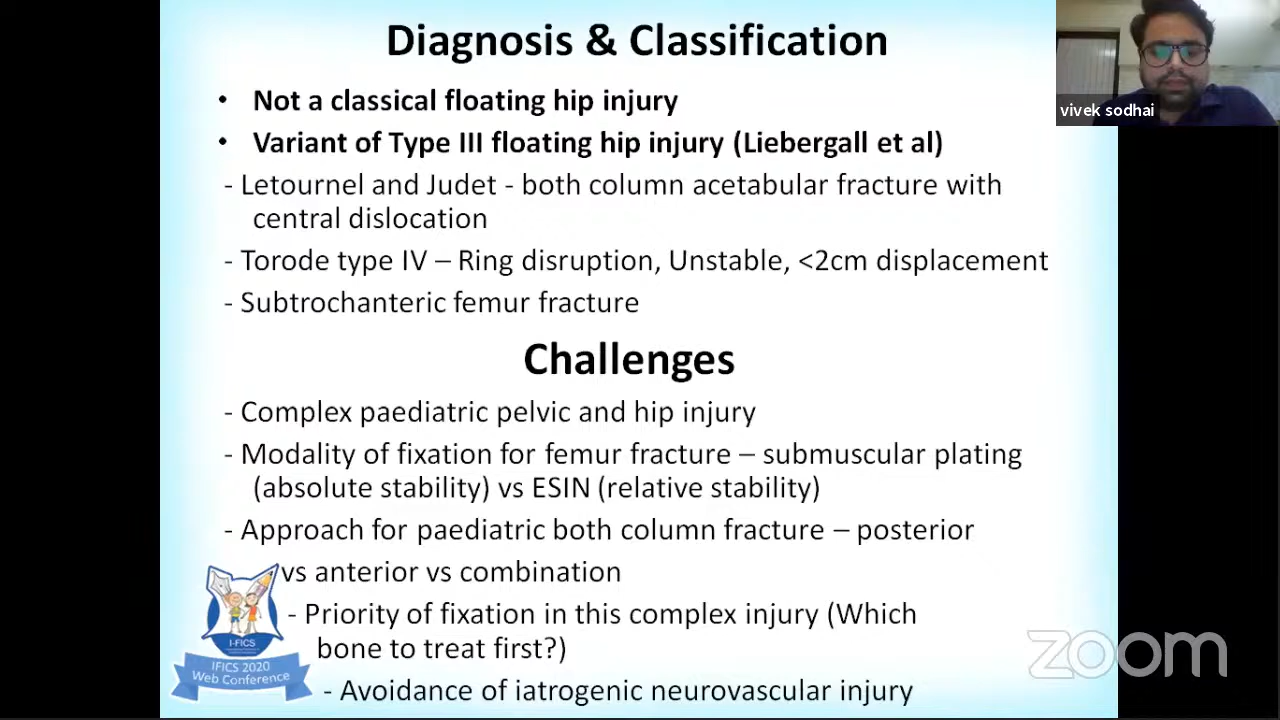 Diagnosis & Classification
vivek sodhai
• Not a classical floating hip injury
• Variant of Type III floating hip injury (Liebergall et al)
- Letournel and Judet - both column acetabular fracture with
central dislocation
- Torode type IV – Ring disruption, Unstable, <2cm displacement
- Subtrochanteric femur fracture
Challenges
- Complex paediatric pelvic and hip injury
- Modality of fixation for femur fracture – submuscular plating
(absolute stability) vs ESIN (relative stability)
- Approach for paediatric both column fracture – posterior
vs anterior vs combination
- Priority of fixation in this complex injury (Which
bone to treat first?)
- Avoidance of iatrogenic neurovascular injury
I-FICS
IFICS 2020
Web Conference
zoom